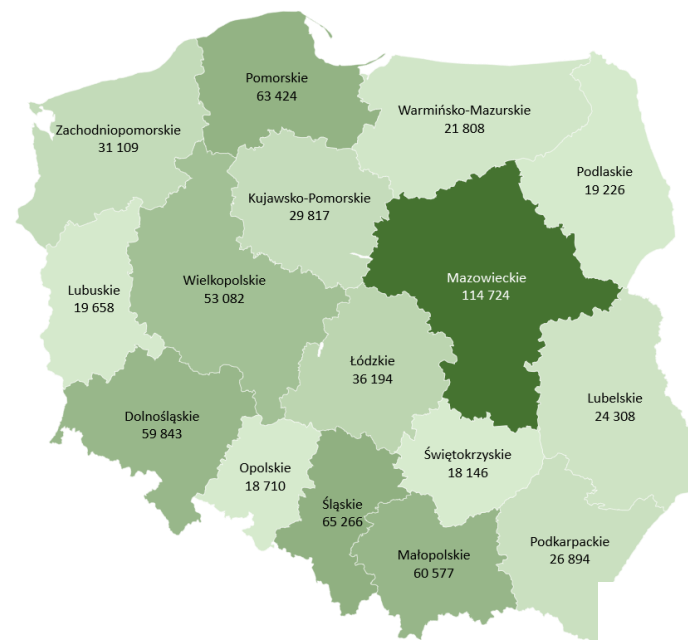 Pomorskie
63 424
Warmińsko-Mazurskie
21 808
Zachodniopomorskie
31 109
Podlaskie
19 226
Kujawsko-Pomorskie
29 817
Mazowieckie
114 724
Wielkopolskie
53 082
Lubuskie
19 658
Łódzkie
36 194
Lubelskie
24 308
Dolnośląskie
59 843
Świętokrzyskie
18 146
Opolskie
18 710
Śląskie
65 266
Podkarpackie
26 894
Małopolskie
60 577